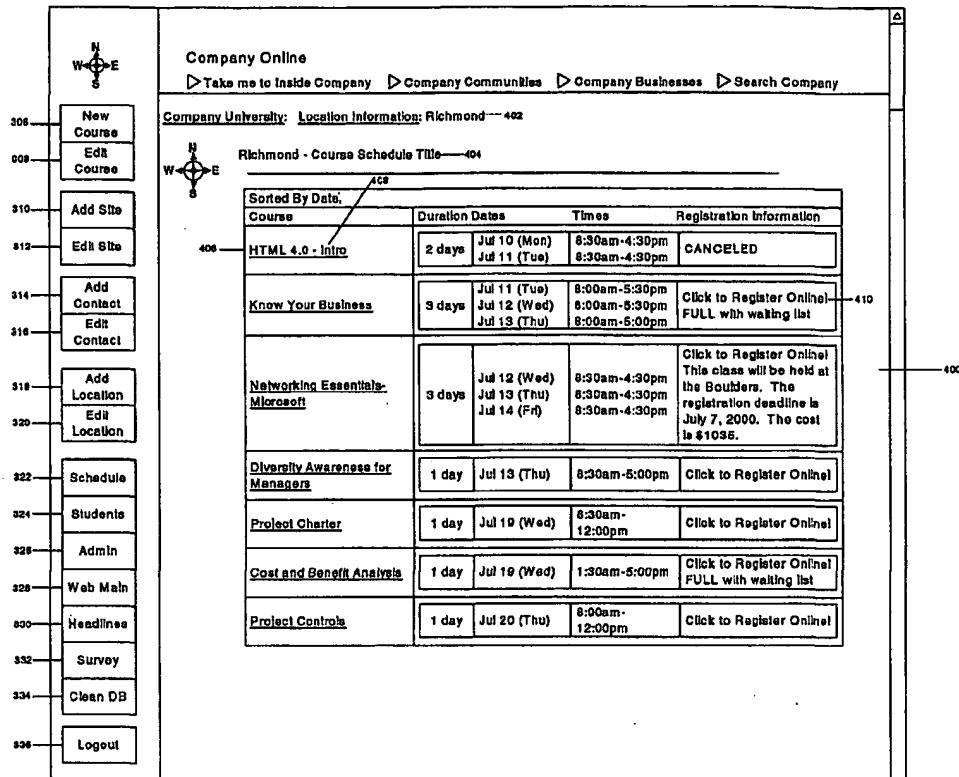 N
W E
S
Company Online
Take me to Inside Company Company Communities Company Businesses Search Company
306 New Course
308 Edit Course
310 Add Site
312 Edit Site
314 Add Contact
316 Edit Contact
318 Add Location
320 Edit Location
322 Schedule
324 Students
326 Admin
328 Web Main
330 Headlines
332 Survey
334 Clean DB
336 Logout
Company University: Location Information: Richmond 402
N
W E
S
Richmond - Course Schedule Title 404
408
Sorted By Date;
Course Duration Dates Times Registration Information
406 HTML 4.0 - Intro 2 days Jul 10 (Mon) 8:30am-4:30pm CANCELED
Jul 11 (Tue) 8:30am-4:30pm
Know Your Business 3 days Jul 11 (Tue) 8:00am-5:30pm Click to Register Online! 410
Jul 12 (Wed) 8:00am-5:30pm FULL with waiting list
Jul 13 (Thu) 8:00am-5:00pm
400
Networking Essentials-
Microsoft
3 days
Jul 12 (Wed) 8:30am-4:30pm
Jul 13 (Thu) 8:30am-4:30pm
Jul 14 (Fri) 8:30am-4:30pm
Click to Register Online!
This class will be held at
the Boulders. The
registration deadline is
July 7, 2000. The cost
is $1035.
Diversity Awareness for
Managers
1 day Jul 13 (Thu) 8:30am-5:00pm Click to Register Online!
Project Charter 1 day Jul 19 (Wed) 8:30am-
12:00pm
Click to Register Online!
Cost and Benefit Analysis 1 day Jul 19 (Wed) 1:30am-5:00pm Click to Register Online!
FULL with waiting list
Project Controls 1 day Jul 20 (Thu) 8:00am-
12:00pm
Click to Register Online!